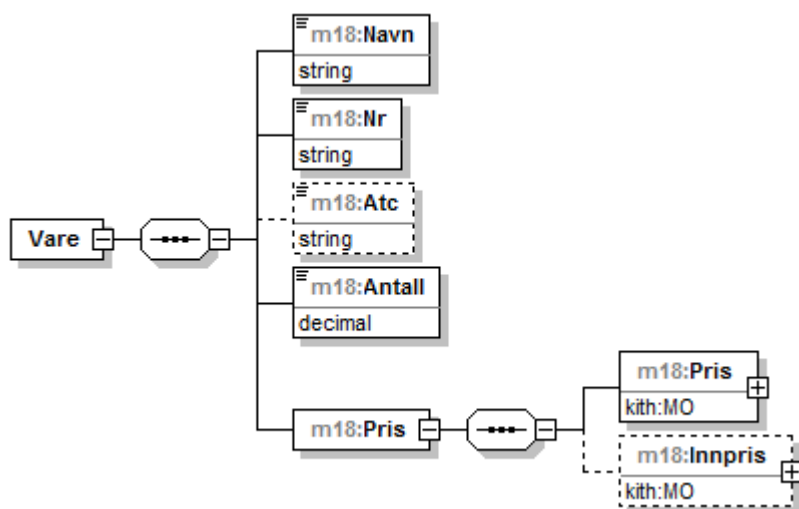 m18:Navn
string
m18:Nr
string
m18:Atc
string
Vare
m18:Antall
decimal
m18:Pris
m18:Pris
kith:MO
m18:Innpris
kith:MO